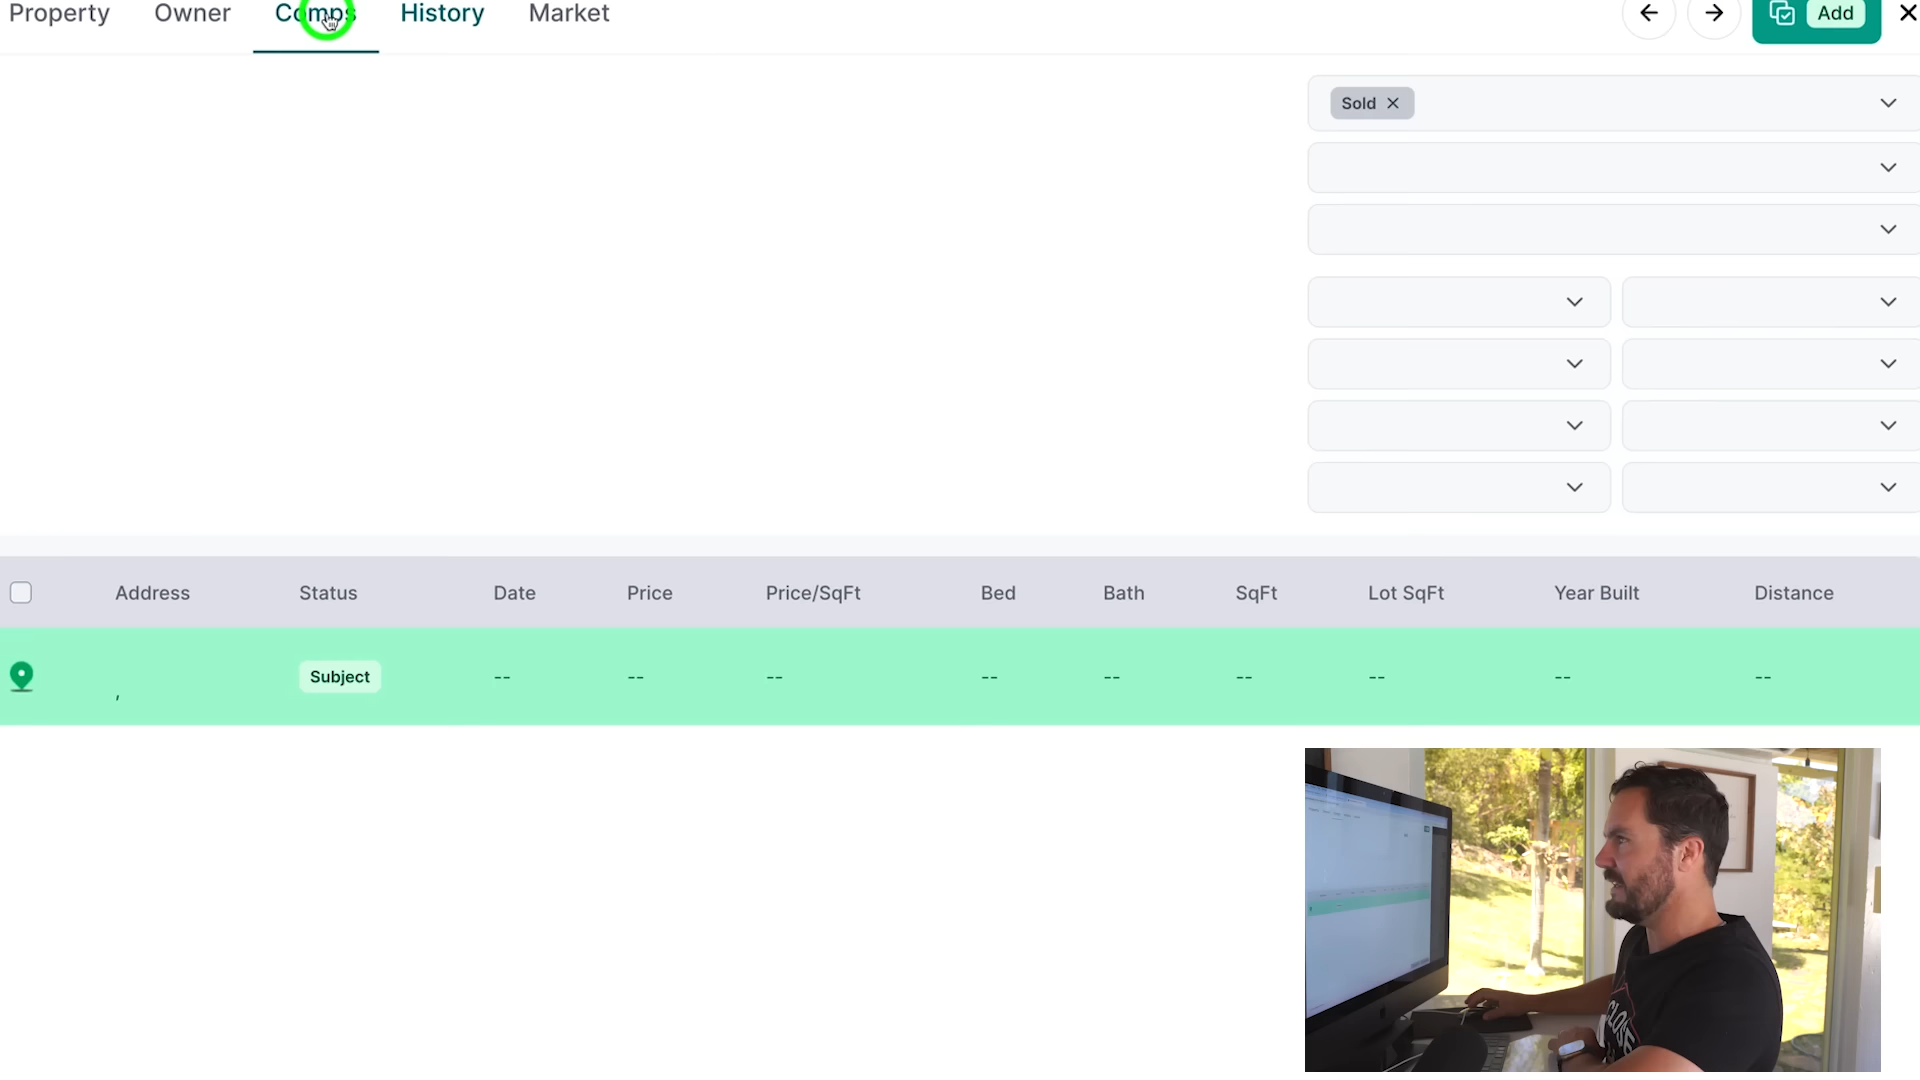 Property Owner Comps History Market Add
Sold
Address Status Date Price Price/SqFt Bed Bath SqFt Lot SqFt Year Built Distance
, Subject -- -- -- -- -- -- -- -- --
CLOSE